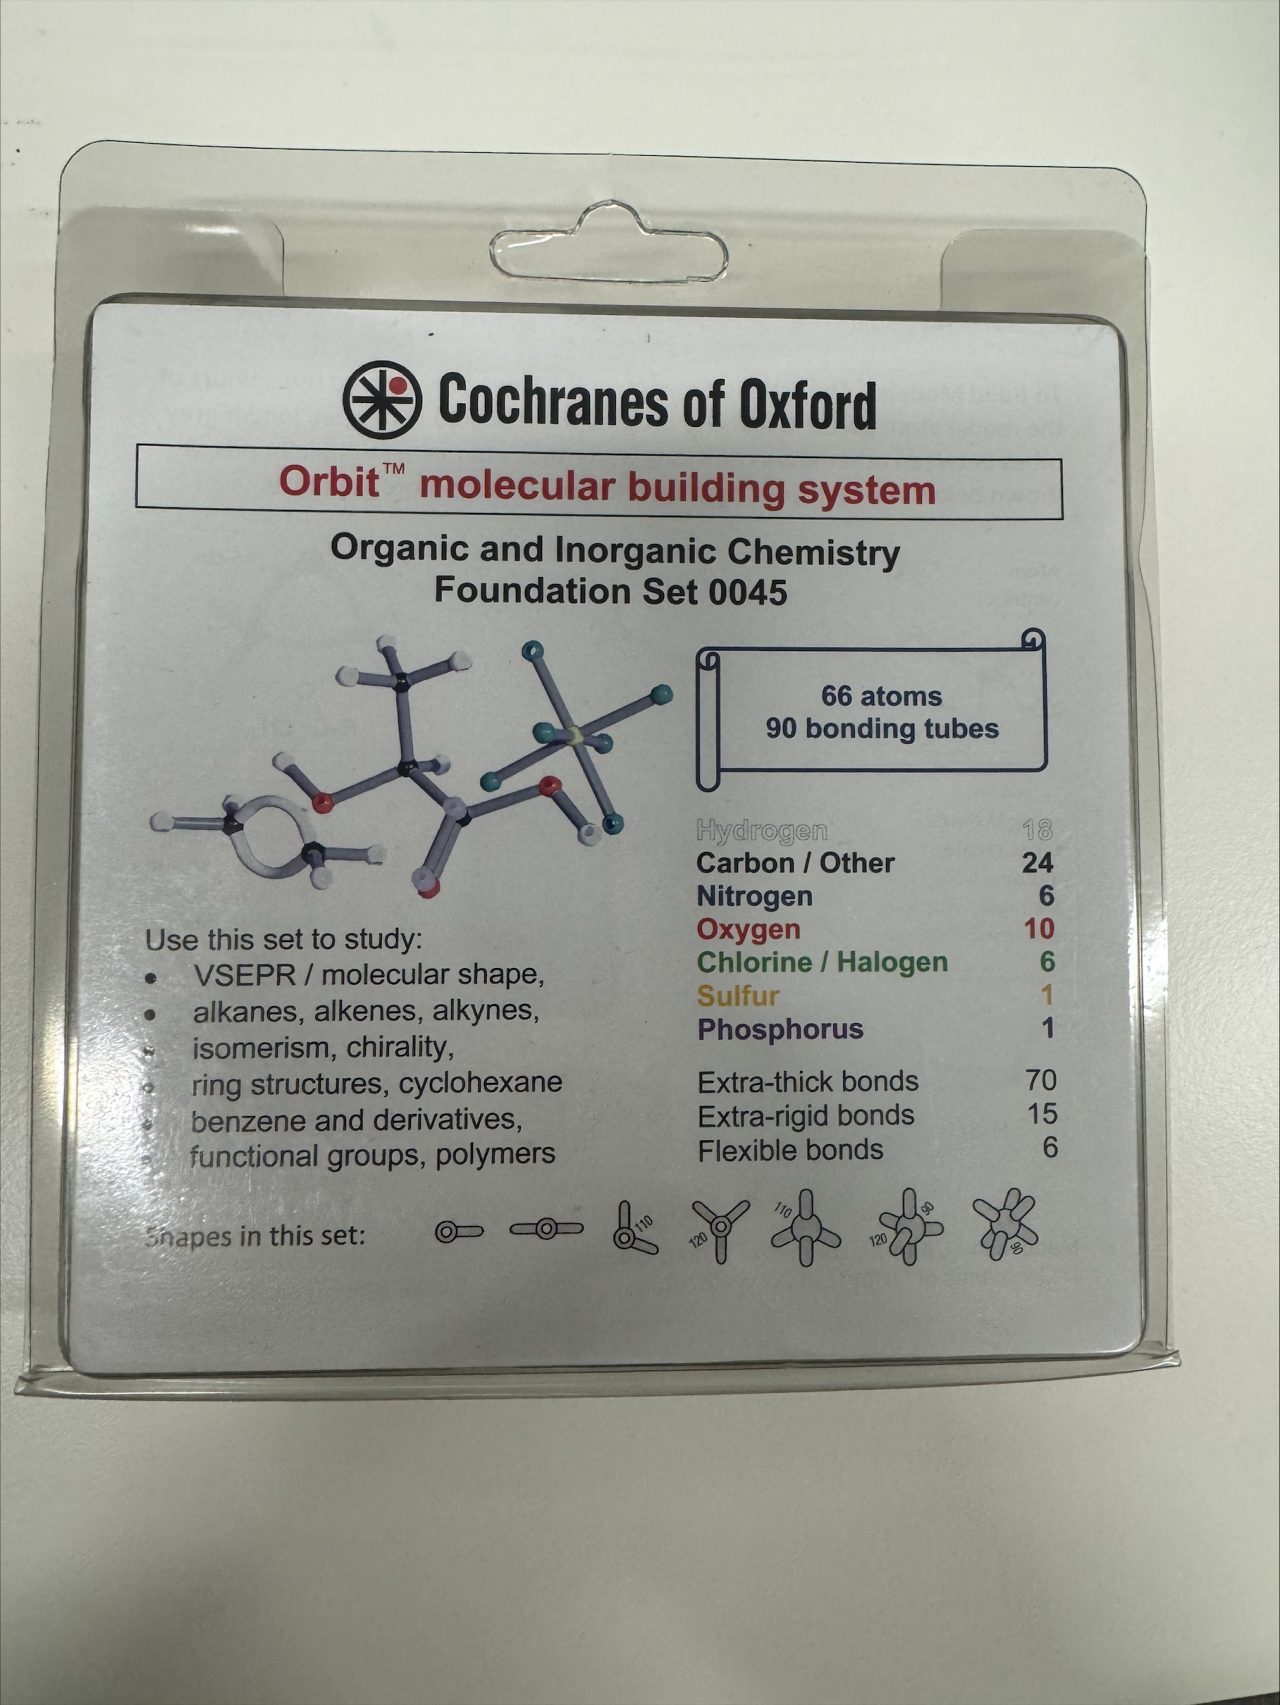 Cochranes of Oxford
Orbit™ molecular building system
Organic and Inorganic Chemistry
Foundation Set 0045
66 atoms
90 bonding tubes
Hydrogen 18
Carbon / Other 24
Nitrogen 6
Oxygen 10
Chlorine / Halogen 6
Sulfur 1
Phosphorus 1
Extra-thick bonds 70
Extra-rigid bonds 15
Flexible bonds 6
Use this set to study:
• VSEPR / molecular shape,
• alkanes, alkenes, alkynes,
• isomerism, chirality,
• ring structures, cyclohexane
• benzene and derivatives,
• functional groups, polymers
Shapes in this set:
110
120
110
120 90
90